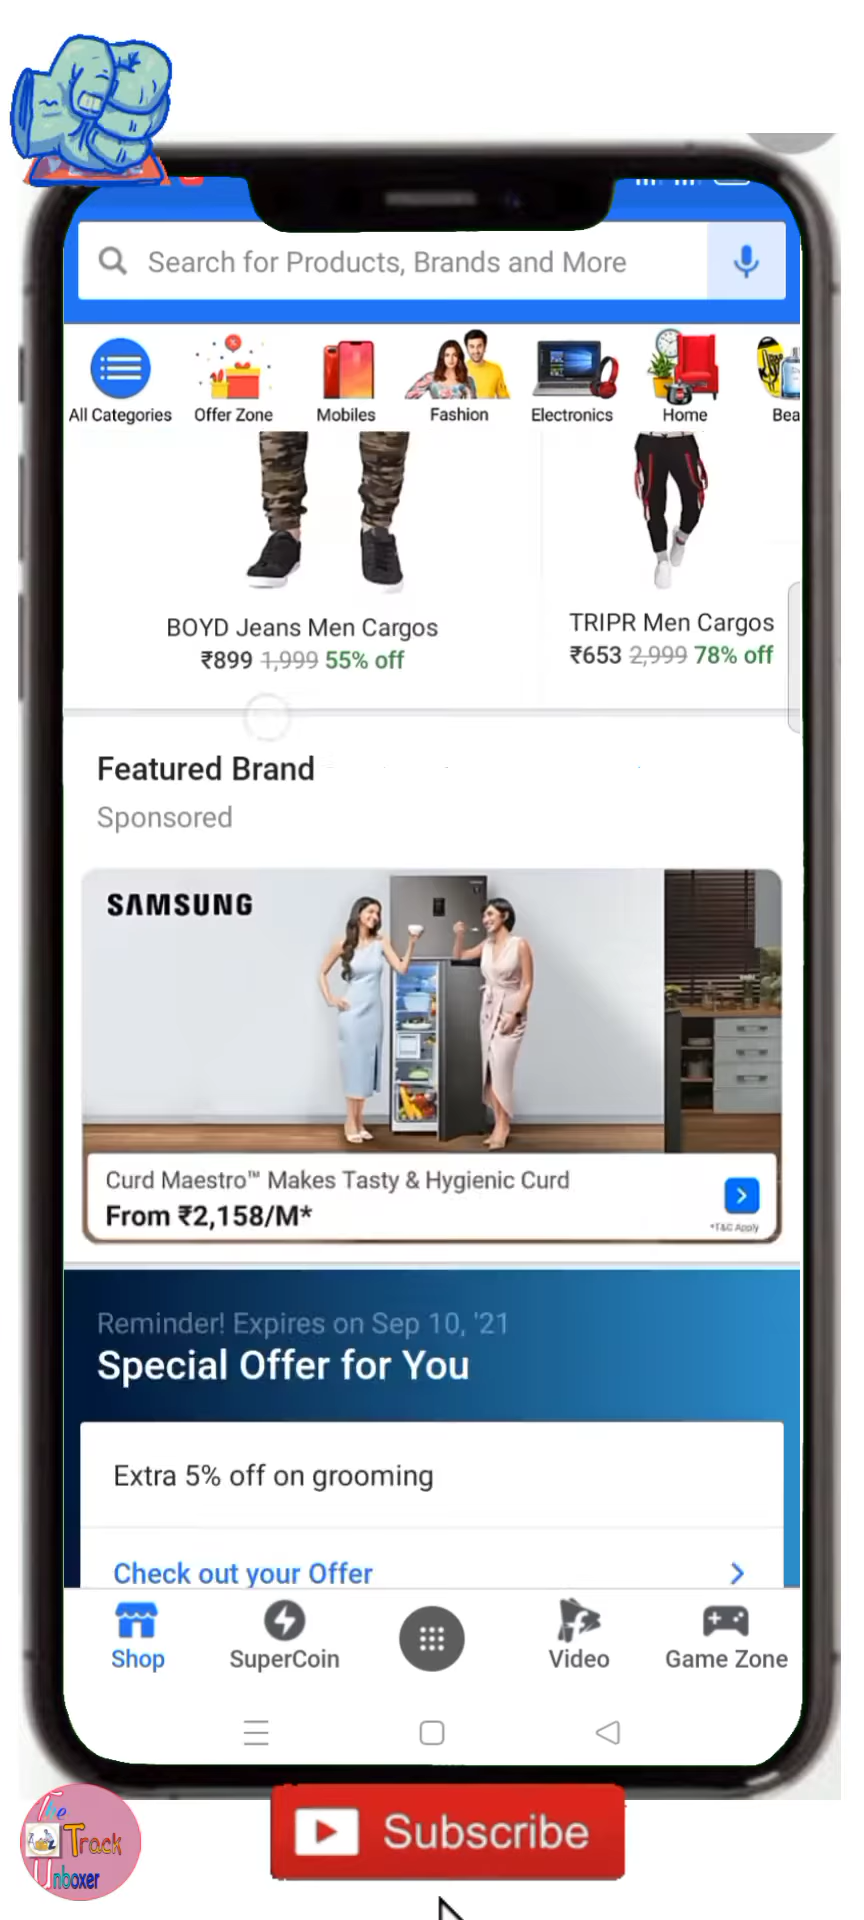 Search for Products, Brands and More
All Categories
Offer Zone
Mobiles
Fashion
Electronics
Home
Bea
BOYD Jeans Men Cargos
₹899 1,999 55% off
TRIPR Men Cargos
₹653 2,999 78% off
Featured Brand
Sponsored
SAMSUNG
Curd Maestro™ Makes Tasty & Hygienic Curd
From ₹2,158/M*
*T&C Apply
Reminder! Expires on Sep 10, '21
Special Offer for You
Extra 5% off on grooming
Check out your Offer
Shop
SuperCoin
Video
Game Zone
The
Track
Unboxer
Subscribe